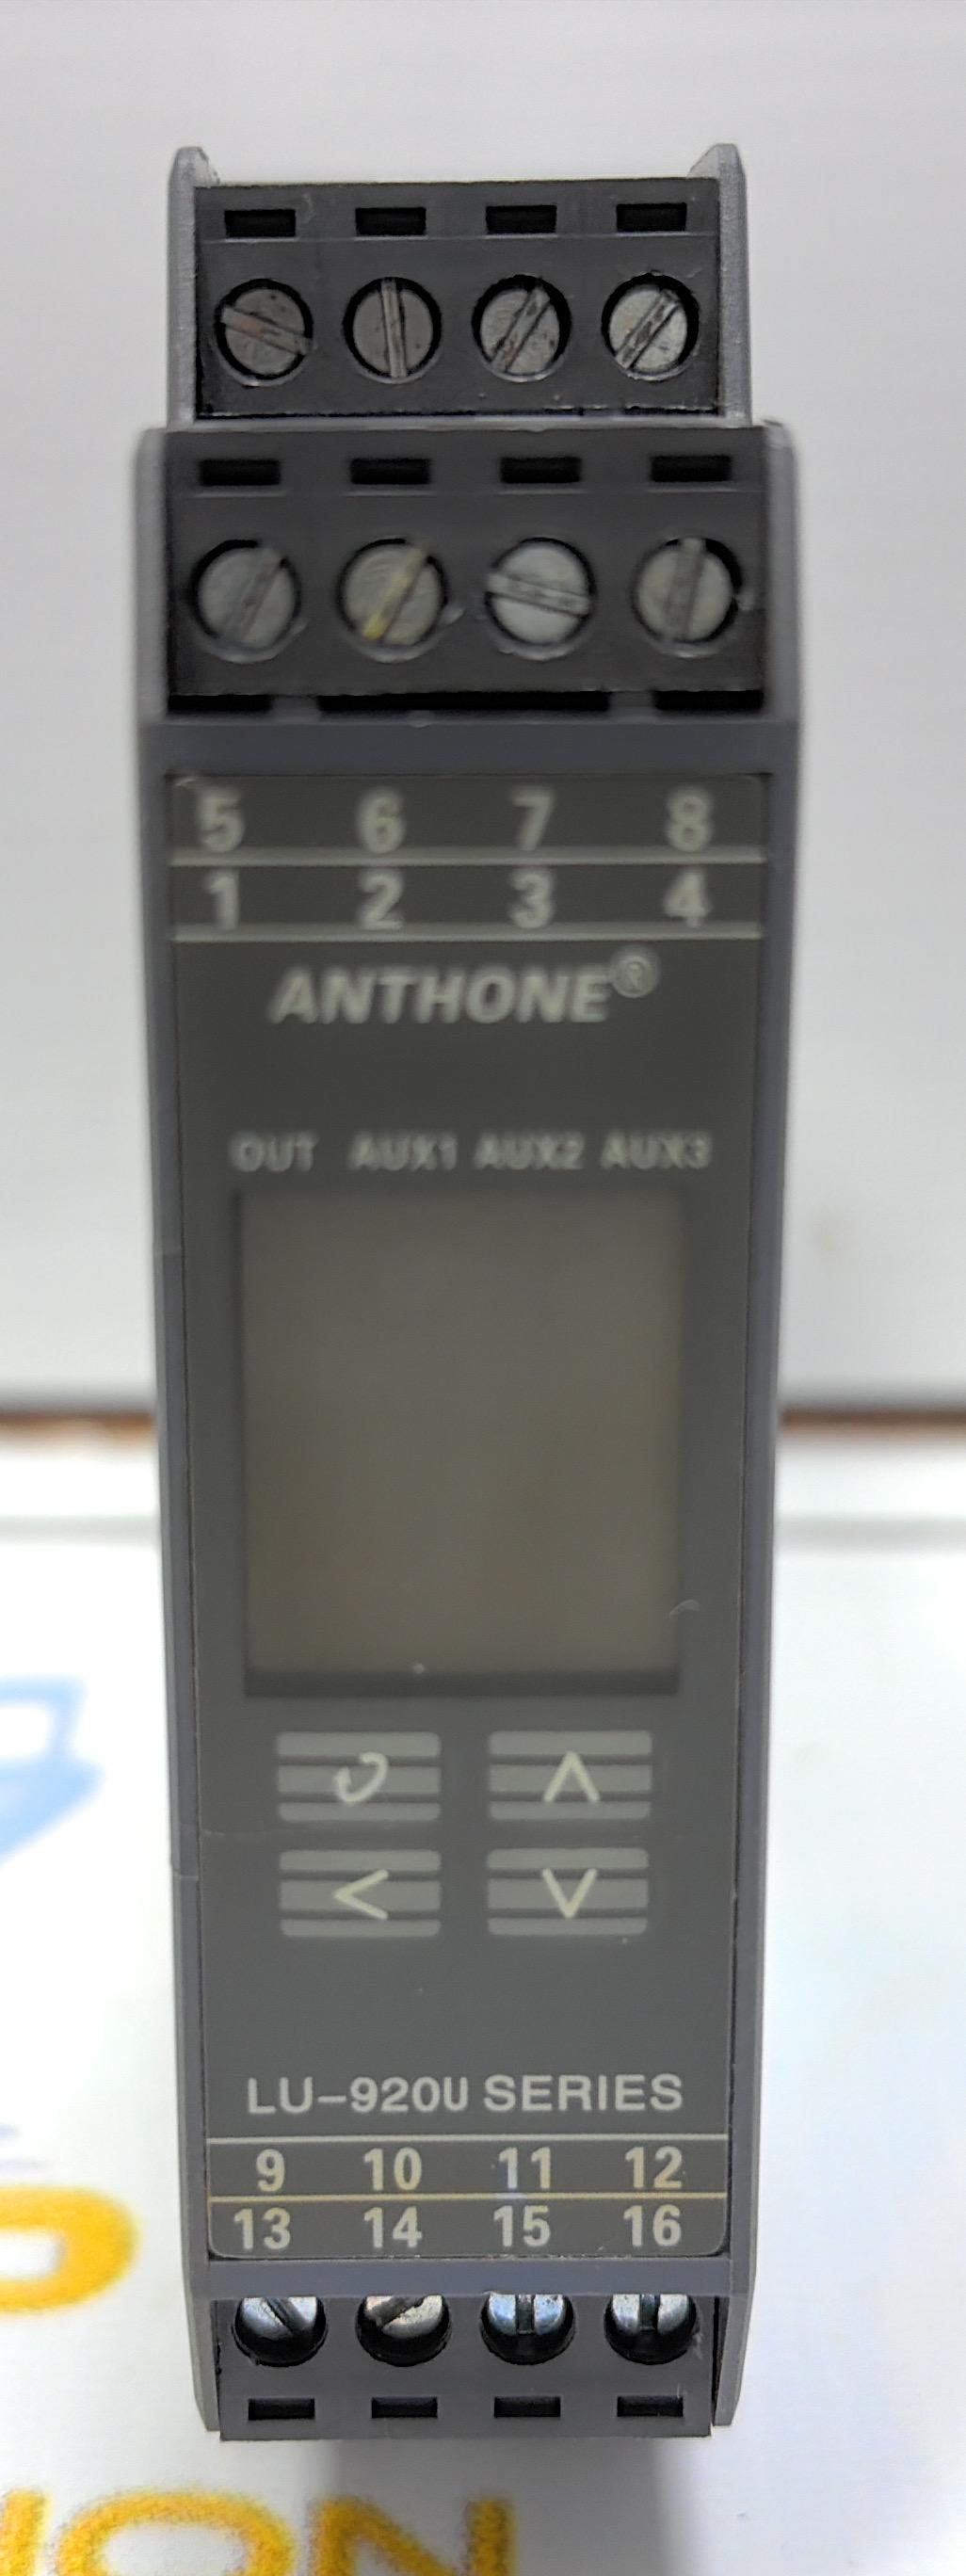 5 6 7 8
1 2 3 4
ANTHONE®
OUT AUX1 AUX2 AUX3
LU-920U SERIES
9 10 11 12
13 14 15 16
ION